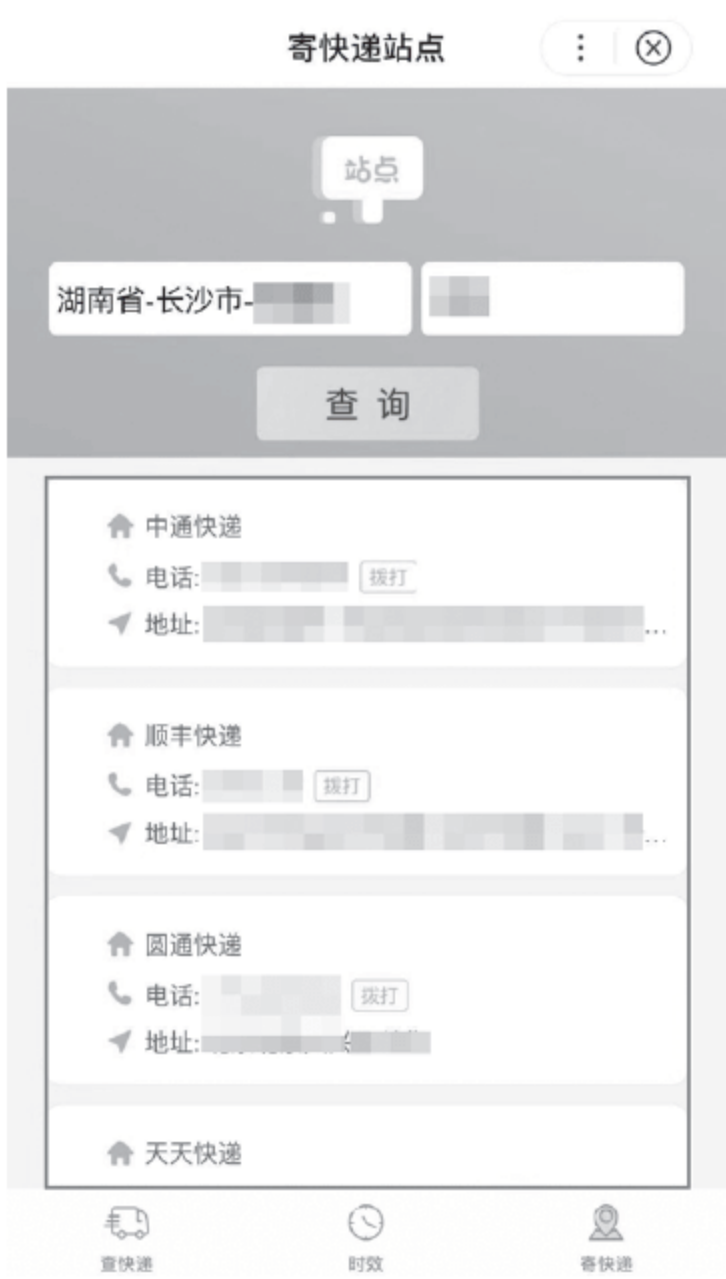 寄快递站点
站点
湖南省-长沙市-
查询
中通快递
电话: 拨打
地址: ...
顺丰快递
电话: 拨打
地址: ...
圆通快递
电话: 拨打
地址:
天天快递
查快递 时效 寄快递